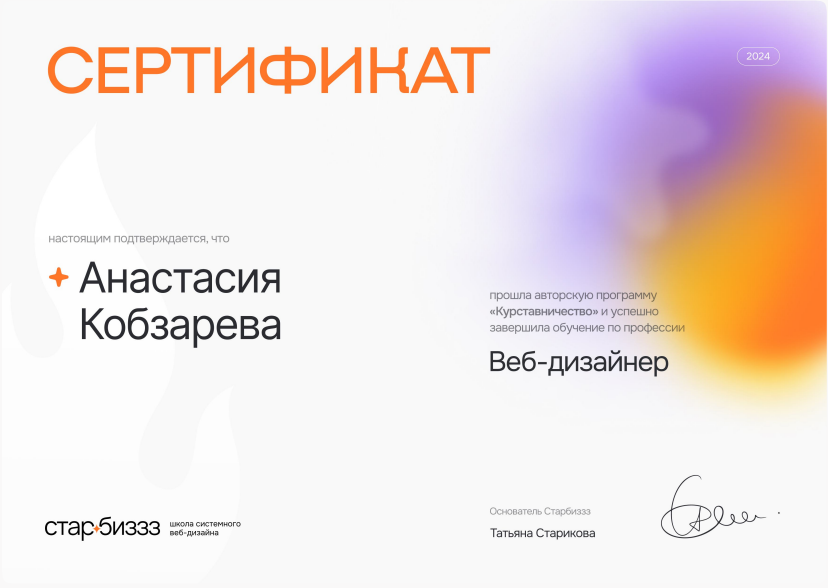 СЕРТИФИКАТ
2024
настоящим подтверждается, что
Анастасия
Кобзарева
прошла авторскую программу
«Курставничество» и успешно
завершила обучение по профессии
Веб-дизайнер
стар биззз
школа системного
веб-дизайна
Основатель Старбиззз
Татьяна Старикова